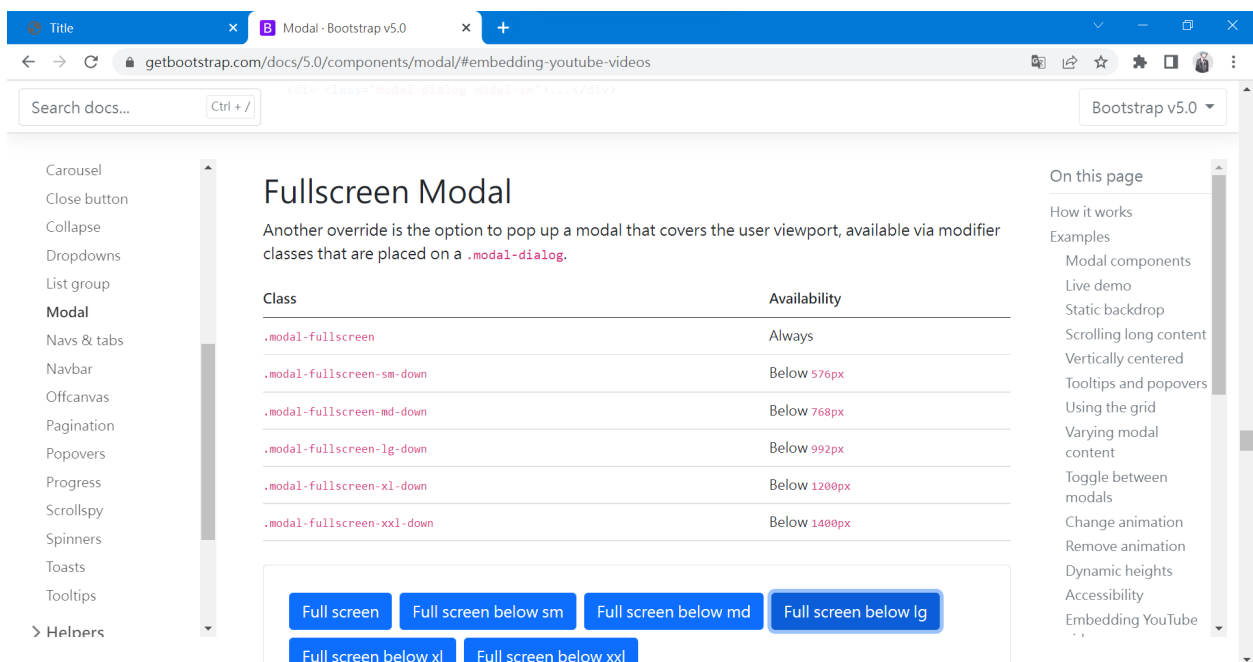 Title
Modal · Bootstrap v5.0
getbootstrap.com/docs/5.0/components/modal/#embedding-youtube-videos
<div class="modal-dialog modal-sm">...</div>
Search docs...
Ctrl + /
Bootstrap v5.0
Carousel
Close button
Collapse
Dropdowns
List group
Modal
Navs & tabs
Navbar
Offcanvas
Pagination
Popovers
Progress
Scrollspy
Spinners
Toasts
Tooltips
Helpers
Fullscreen Modal
Another override is the option to pop up a modal that covers the user viewport, available via modifier
classes that are placed on a .modal-dialog.
Class Availability
.modal-fullscreen Always
.modal-fullscreen-sm-down Below 576px
.modal-fullscreen-md-down Below 768px
.modal-fullscreen-lg-down Below 992px
.modal-fullscreen-xl-down Below 1200px
.modal-fullscreen-xxl-down Below 1400px
Full screen Full screen below sm Full screen below md Full screen below lg
Full screen below xl Full screen below xxl
On this page
How it works
Examples
Modal components
Live demo
Static backdrop
Scrolling long content
Vertically centered
Tooltips and popovers
Using the grid
Varying modal
content
Toggle between
modals
Change animation
Remove animation
Dynamic heights
Accessibility
Embedding YouTube